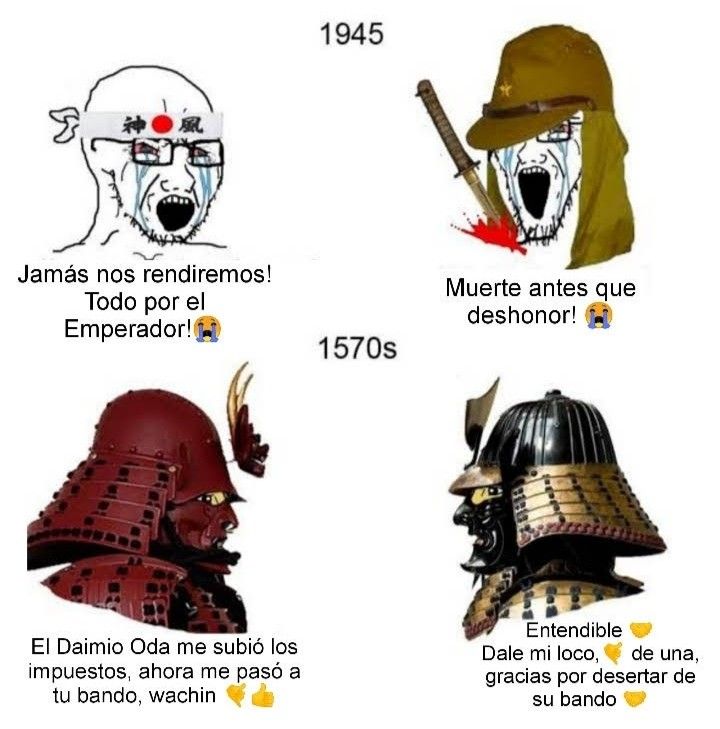 1945
神 風
Jamás nos rendiremos!
Todo por el
Emperador!😭
Muerte antes que
deshonor! 😭
1570s
El Daimio Oda me subió los
impuestos, ahora me pasó a
tu bando, wachin 🤙👍
Entendible 🤝
Dale mi loco,🤙 de una,
gracias por desertar de
su bando 🤝